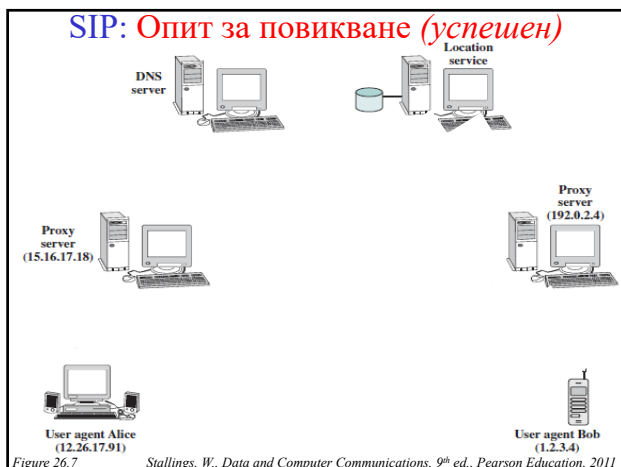 SIP: Опит за повикване (успешен)
DNS
server
Location
service
Proxy
server
(15.16.17.18)
Proxy
server
(192.0.2.4)
User agent Alice
(12.26.17.91)
User agent Bob
(1.2.3.4)
Figure 26.7 Stallings, W., Data and Computer Communications, 9th ed., Pearson Education, 2011